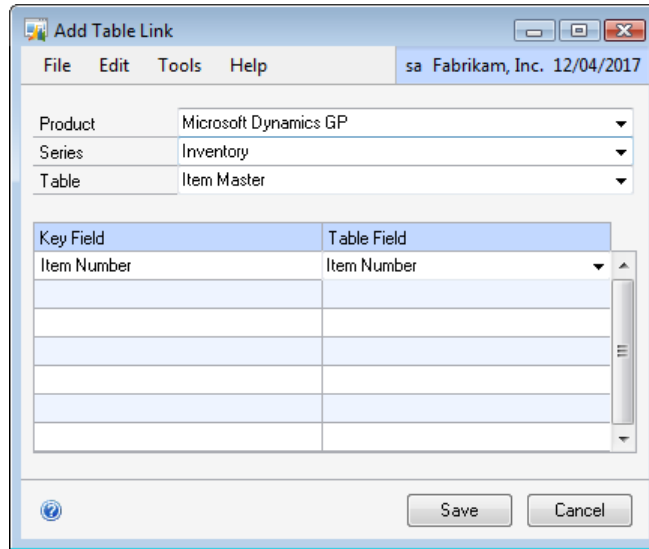 Add Table Link
File Edit Tools Help sa Fabrikam, Inc. 12/04/2017
Product Microsoft Dynamics GP
Series Inventory
Table Item Master
Key Field Table Field
Item Number Item Number
Save Cancel